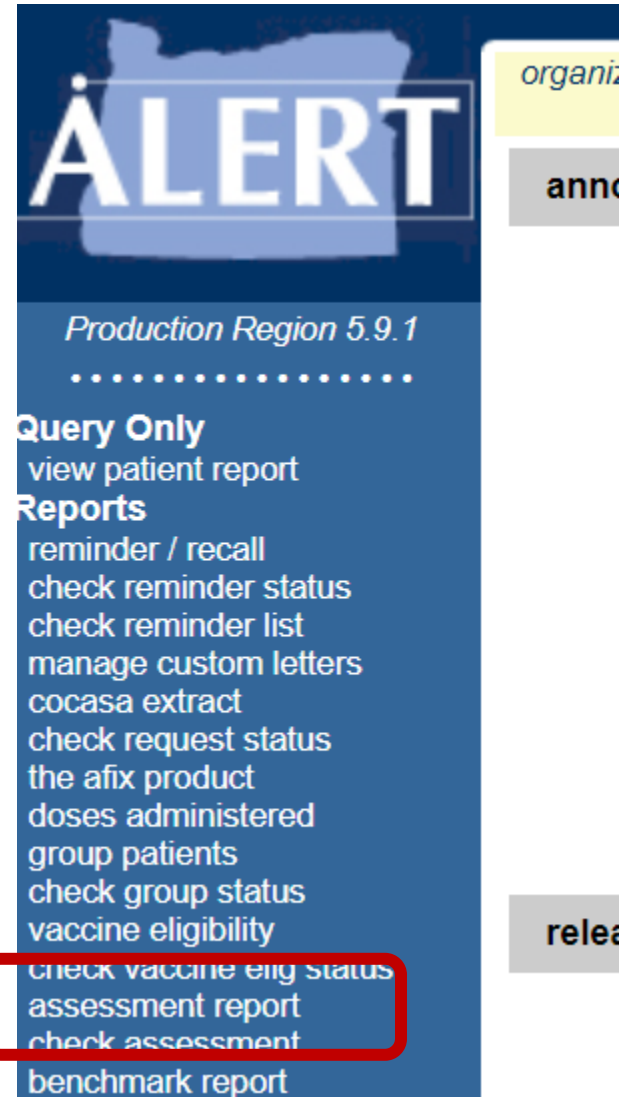 ALERT
organiz
anno
Production Region 5.9.1
Query Only
view patient report
Reports
reminder / recall
check reminder status
check reminder list
manage custom letters
cocasa extract
check request status
the afix product
doses administered
group patients
check group status
vaccine eligibility
relea
check vaccine elig status
assessment report
check assessment
benchmark report